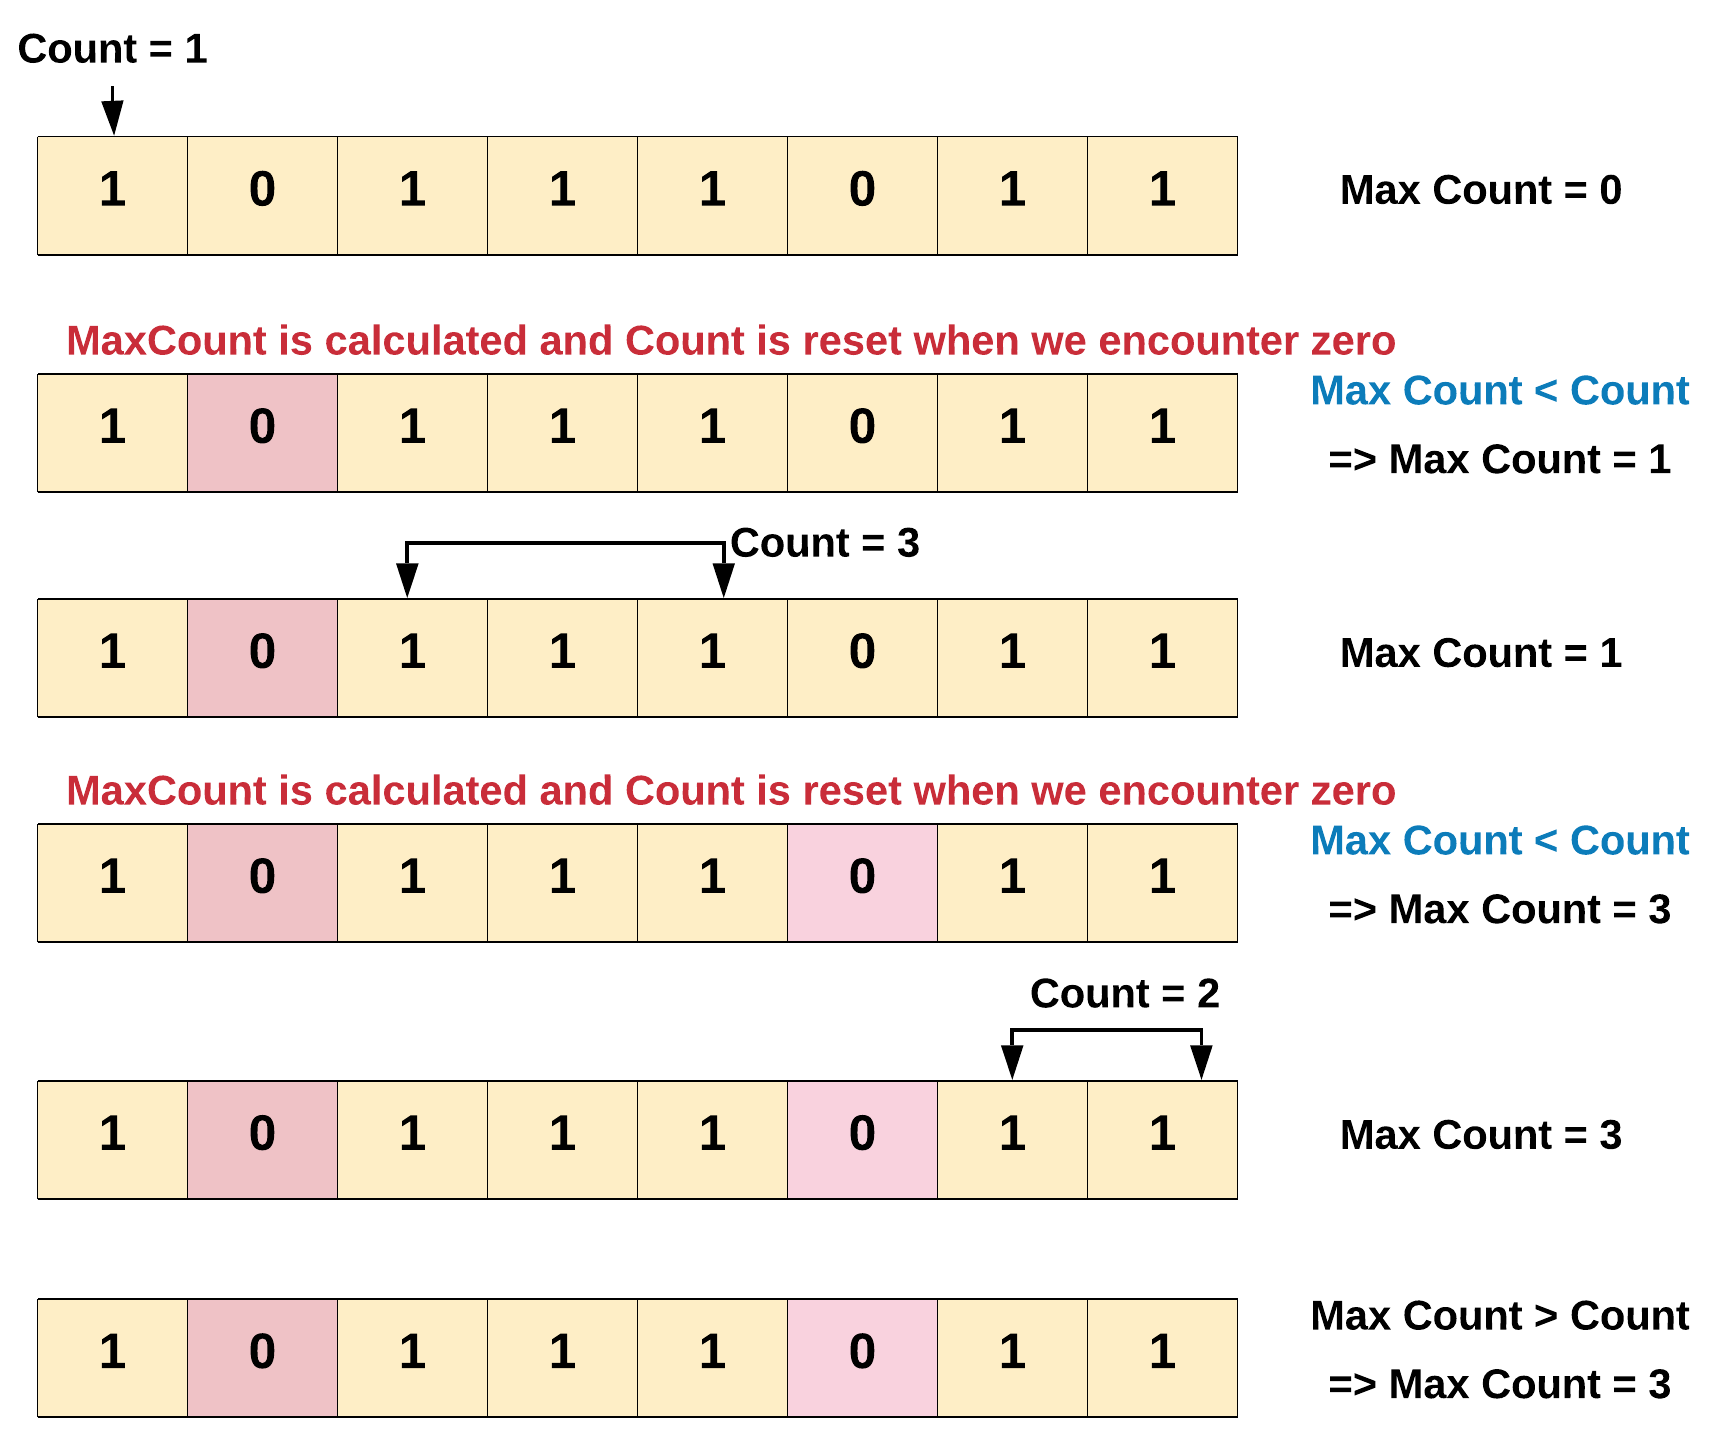 Count = 1
1 0 1 1 1 0 1 1
Max Count = 0
MaxCount is calculated and Count is reset when we encounter zero
1 0 1 1 1 0 1 1
Max Count < Count
=> Max Count = 1
Count = 3
1 0 1 1 1 0 1 1
Max Count = 1
MaxCount is calculated and Count is reset when we encounter zero
1 0 1 1 1 0 1 1
Max Count < Count
=> Max Count = 3
Count = 2
1 0 1 1 1 0 1 1
Max Count = 3
1 0 1 1 1 0 1 1
Max Count > Count
=> Max Count = 3